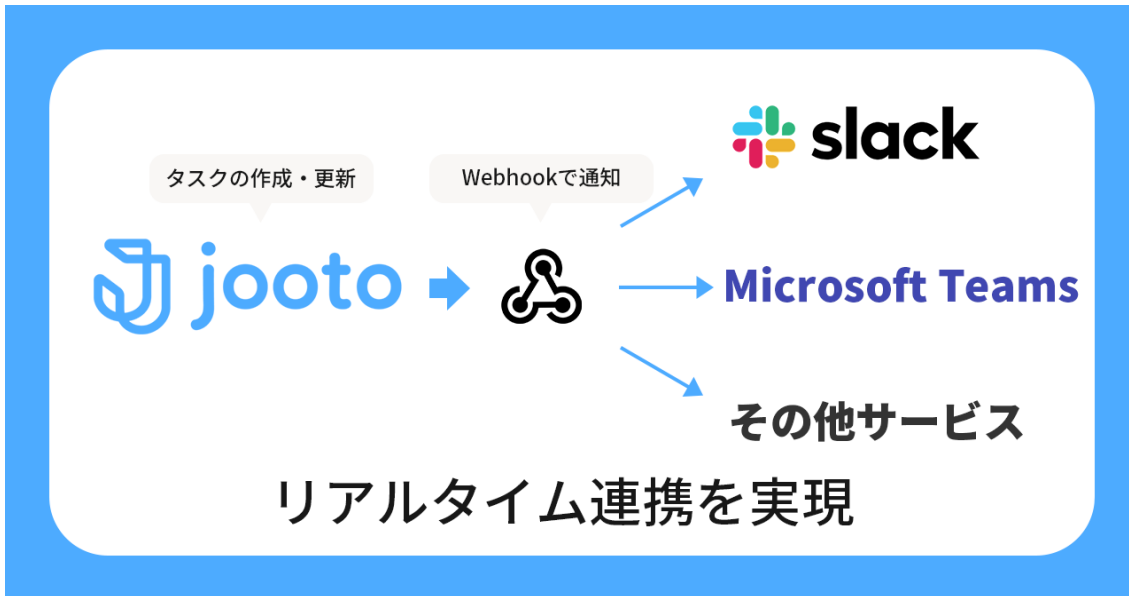 slack
タスクの作成・更新
Webhookで通知
jooto
Microsoft Teams
その他サービス
リアルタイム連携を実現